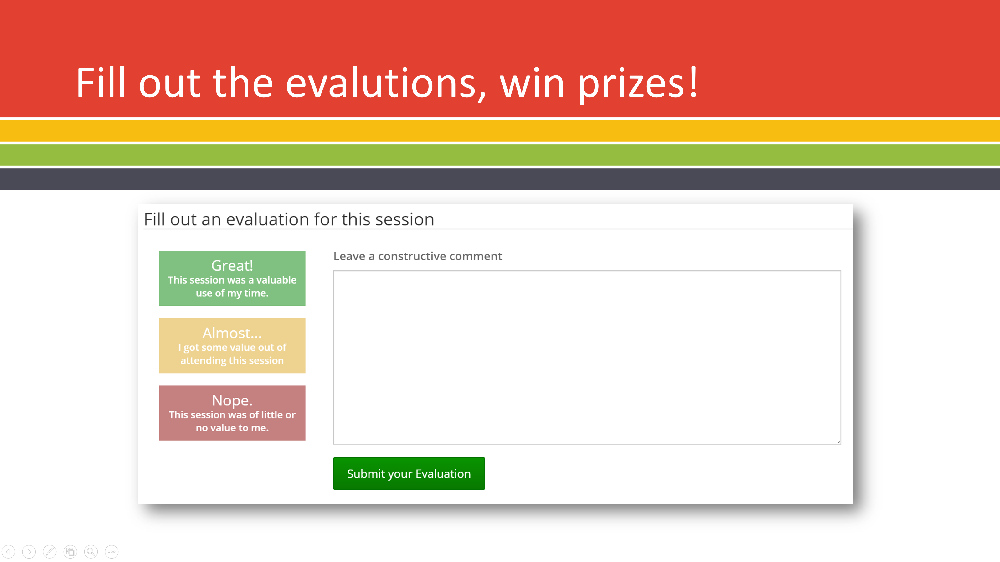 Fill out the evalutions, win prizes!
Fill out an evaluation for this session
Great!
This session was a valuable
use of my time.
Almost...
I got some value out of
attending this session
Nope.
This session was of little or
no value to me.
Leave a constructive comment
Submit your Evaluation